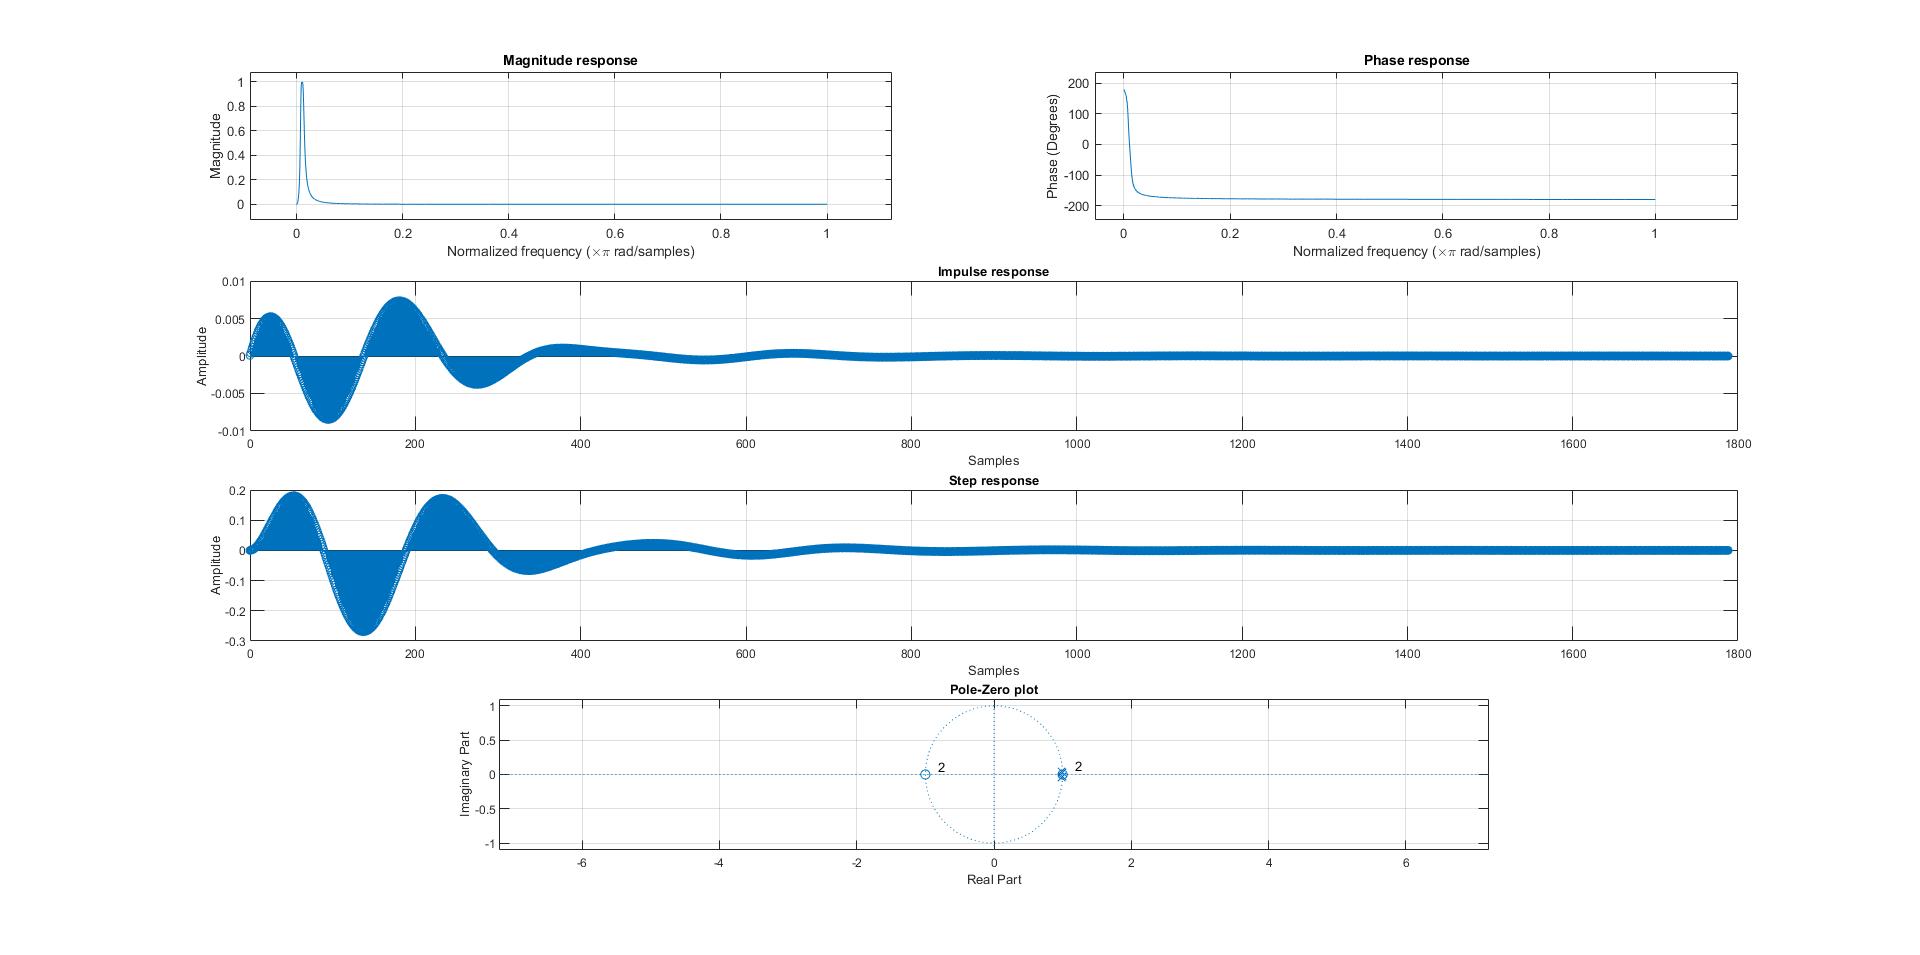 Magnitude response
1
0.8
0.6
0.4
0.2
0
Magnitude
0 0.2 0.4 0.6 0.8 1
Normalized frequency (×π rad/samples)
Phase response
200
100
0
-100
-200
Phase (Degrees)
0 0.2 0.4 0.6 0.8 1
Normalized frequency (×π rad/samples)
Impulse response
0.01
0.005
0
-0.005
-0.01
Amplitude
0 200 400 600 800 1000 1200 1400 1600 1800
Samples
Step response
0.2
0.1
0
-0.1
-0.2
-0.3
Amplitude
0 200 400 600 800 1000 1200 1400 1600 1800
Samples
Pole-Zero plot
1
0.5
0
-0.5
-1
Imaginary Part
2 2
-6 -4 -2 0 2 4 6
Real Part